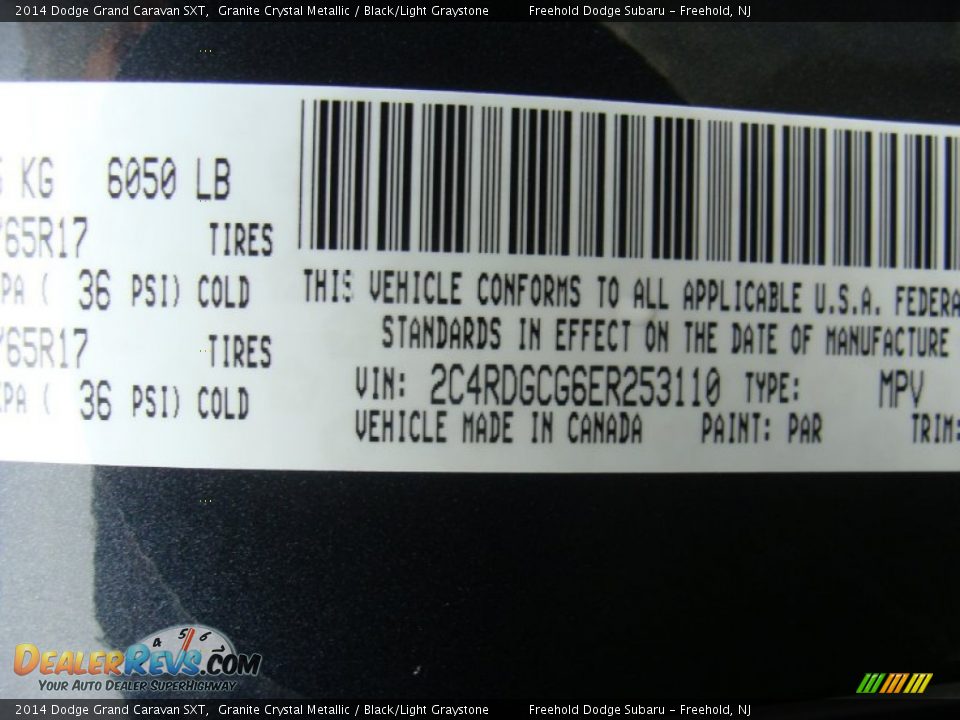 2014 Dodge Grand Caravan SXT, Granite Crystal Metallic / Black/Light Graystone Freehold Dodge Subaru - Freehold, NJ
KG 6050 LB
/65R17 TIRES
PA ( 36 PSI) COLD
/65R17 TIRES
PA ( 36 PSI) COLD
THIS VEHICLE CONFORMS TO ALL APPLICABLE U.S.A. FEDERA
STANDARDS IN EFFECT ON THE DATE OF MANUFACTURE
VIN: 2C4RDGCG6ER253110 TYPE: MPV
VEHICLE MADE IN CANADA PAINT: PAR TRIM:
4 5 6
DEALERREVS.COM
YOUR AUTO DEALER SUPERHIGHWAY
2014 Dodge Grand Caravan SXT, Granite Crystal Metallic / Black/Light Graystone Freehold Dodge Subaru - Freehold, NJ